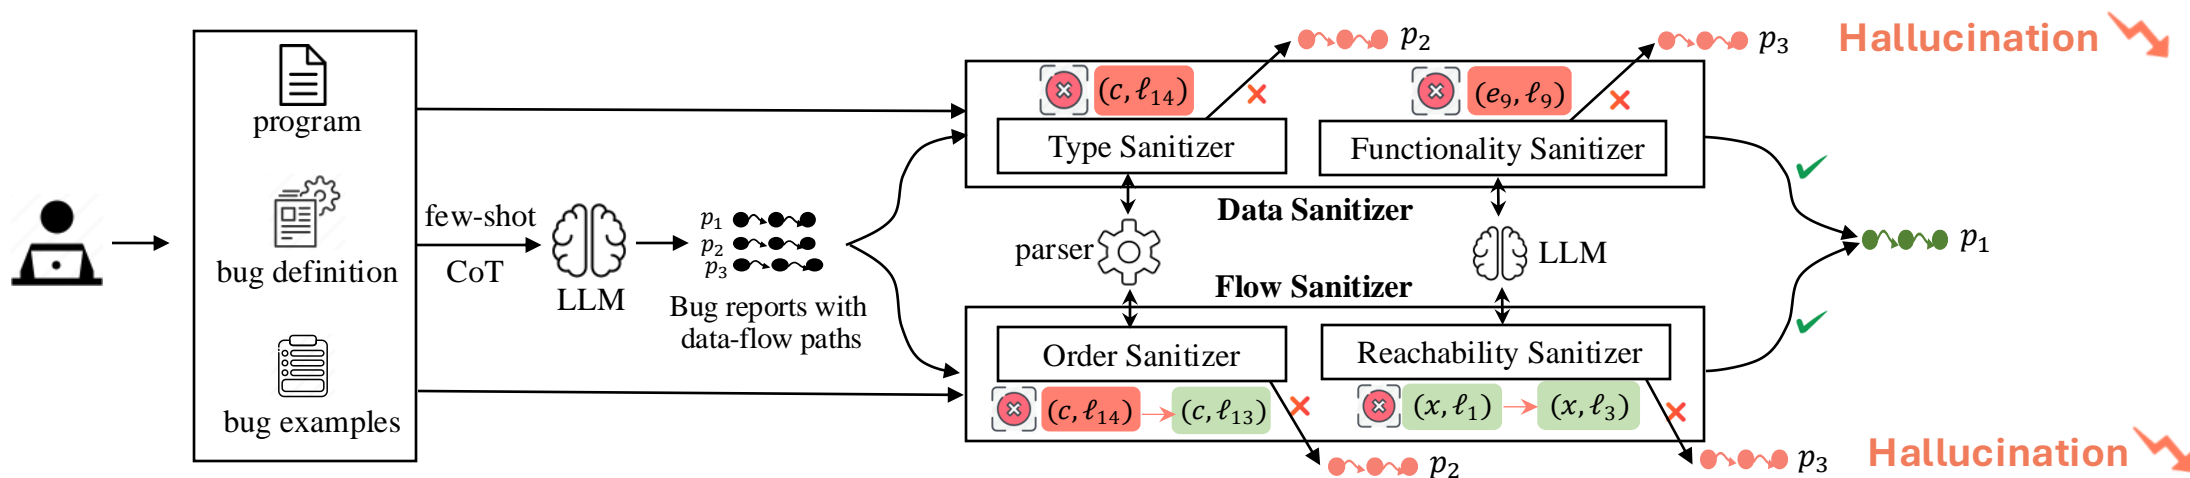 program
bug definition
bug examples
few-shot
CoT
LLM
p₁
p₂
p₃
Bug reports with
data-flow paths
(c, ℓ₁₄)
p₂
Type Sanitizer
(e₉, ℓ₉)
p₃
Functionality Sanitizer
Data Sanitizer
parser
LLM
Flow Sanitizer
Order Sanitizer
(c, ℓ₁₄)
(c, ℓ₁₃)
p₂
Reachability Sanitizer
(x, ℓ₁)
(x, ℓ₃)
p₃
Hallucination
p₁
Hallucination